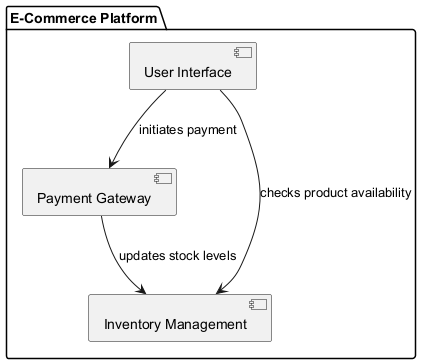 E-Commerce Platform
User Interface
initiates payment
Payment Gateway
checks product availability
updates stock levels
Inventory Management